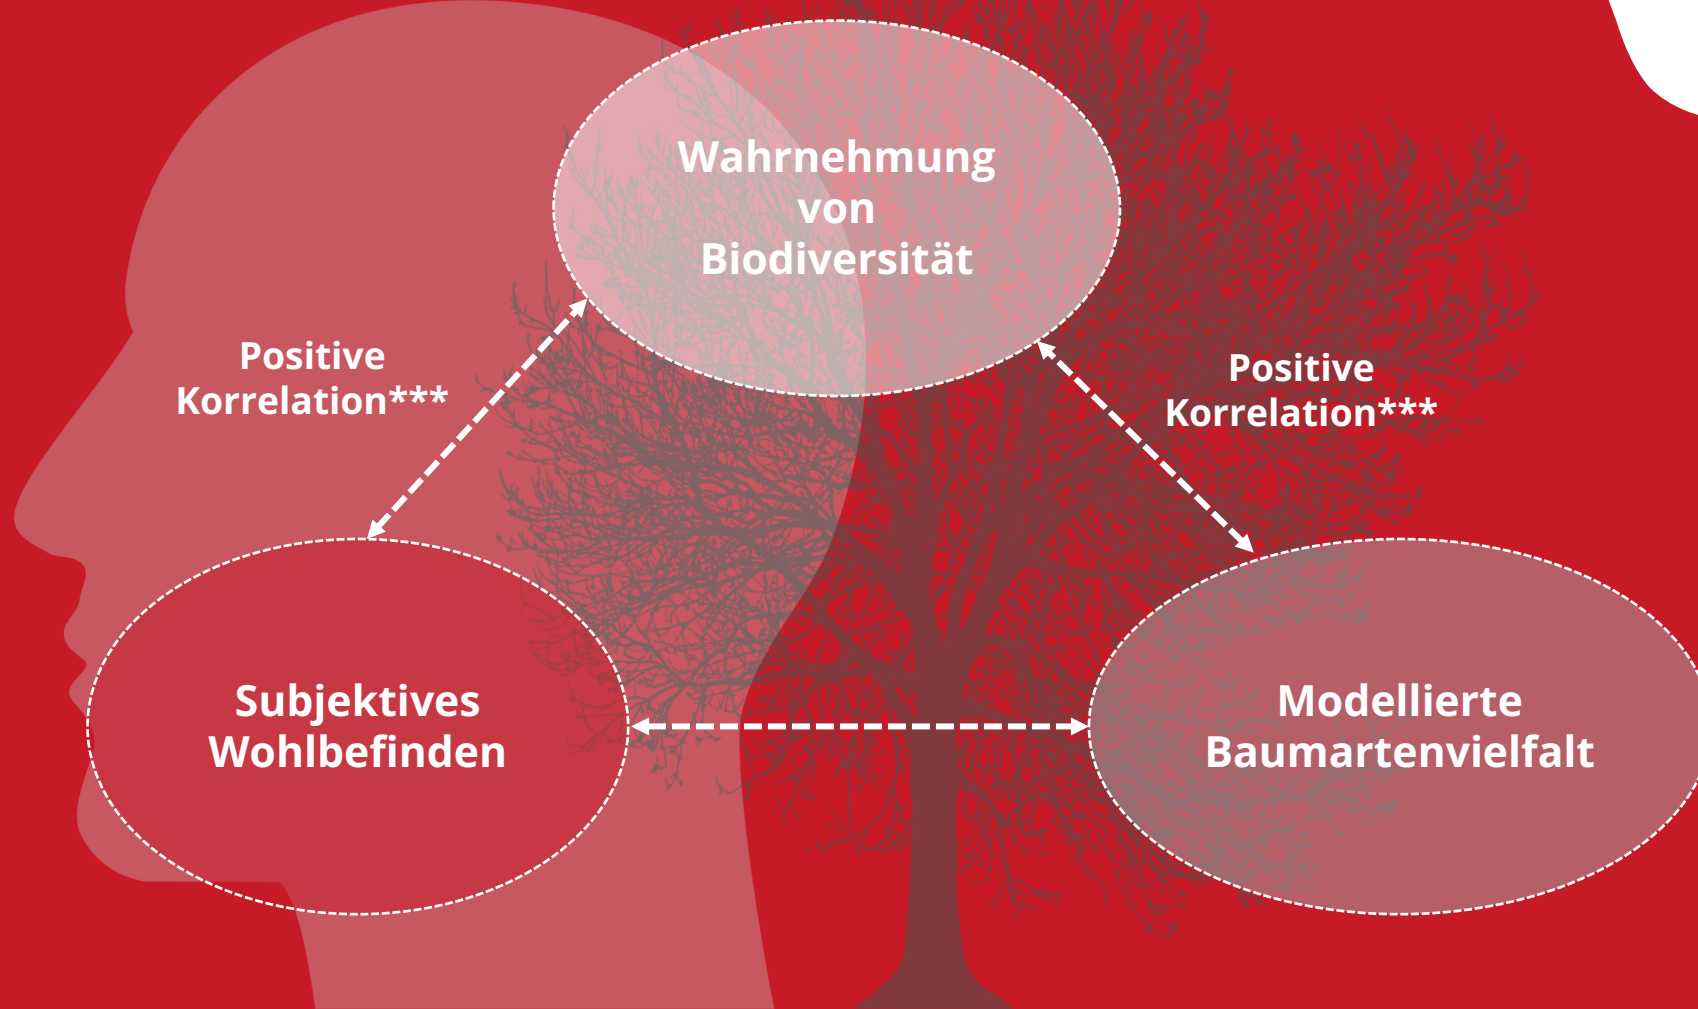 Wahrnehmung
von
Biodiversität
Positive
Korrelation***
Positive
Korrelation***
Subjektives
Wohlbefinden
Modellierte
Baumartenvielfalt